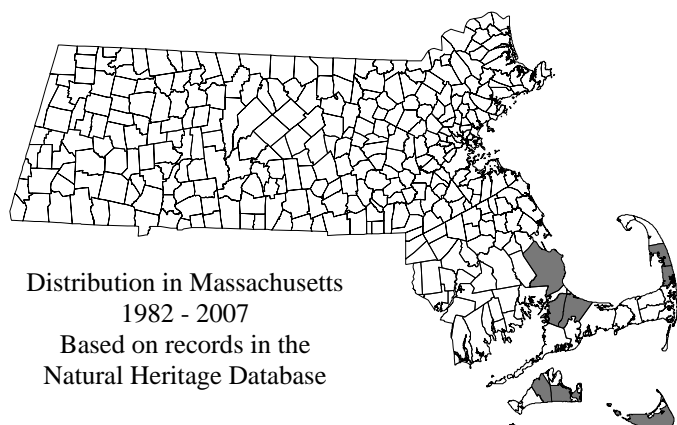 Distribution in Massachusetts
1982 - 2007
Based on records in the
Natural Heritage Database